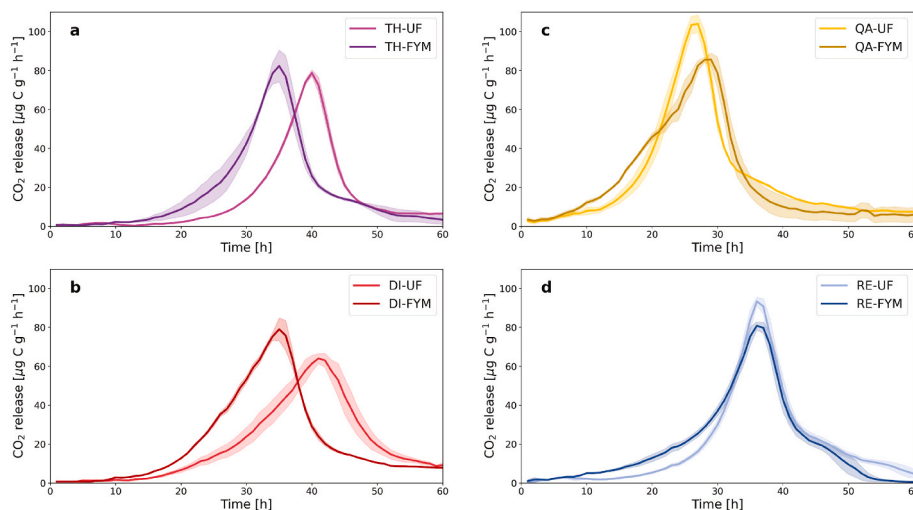 a
TH-UF
TH-FYM
CO₂ release [µg C g⁻¹ h⁻¹]
100
80
60
40
20
0
0 10 20 30 40 50 60
Time [h]
c
QA-UF
QA-FYM
CO₂ release [µg C g⁻¹ h⁻¹]
100
80
60
40
20
0
0 10 20 30 40 50 60
Time [h]
b
DI-UF
DI-FYM
CO₂ release [µg C g⁻¹ h⁻¹]
100
80
60
40
20
0
0 10 20 30 40 50 60
Time [h]
d
RE-UF
RE-FYM
CO₂ release [µg C g⁻¹ h⁻¹]
100
80
60
40
20
0
0 10 20 30 40 50 60
Time [h]